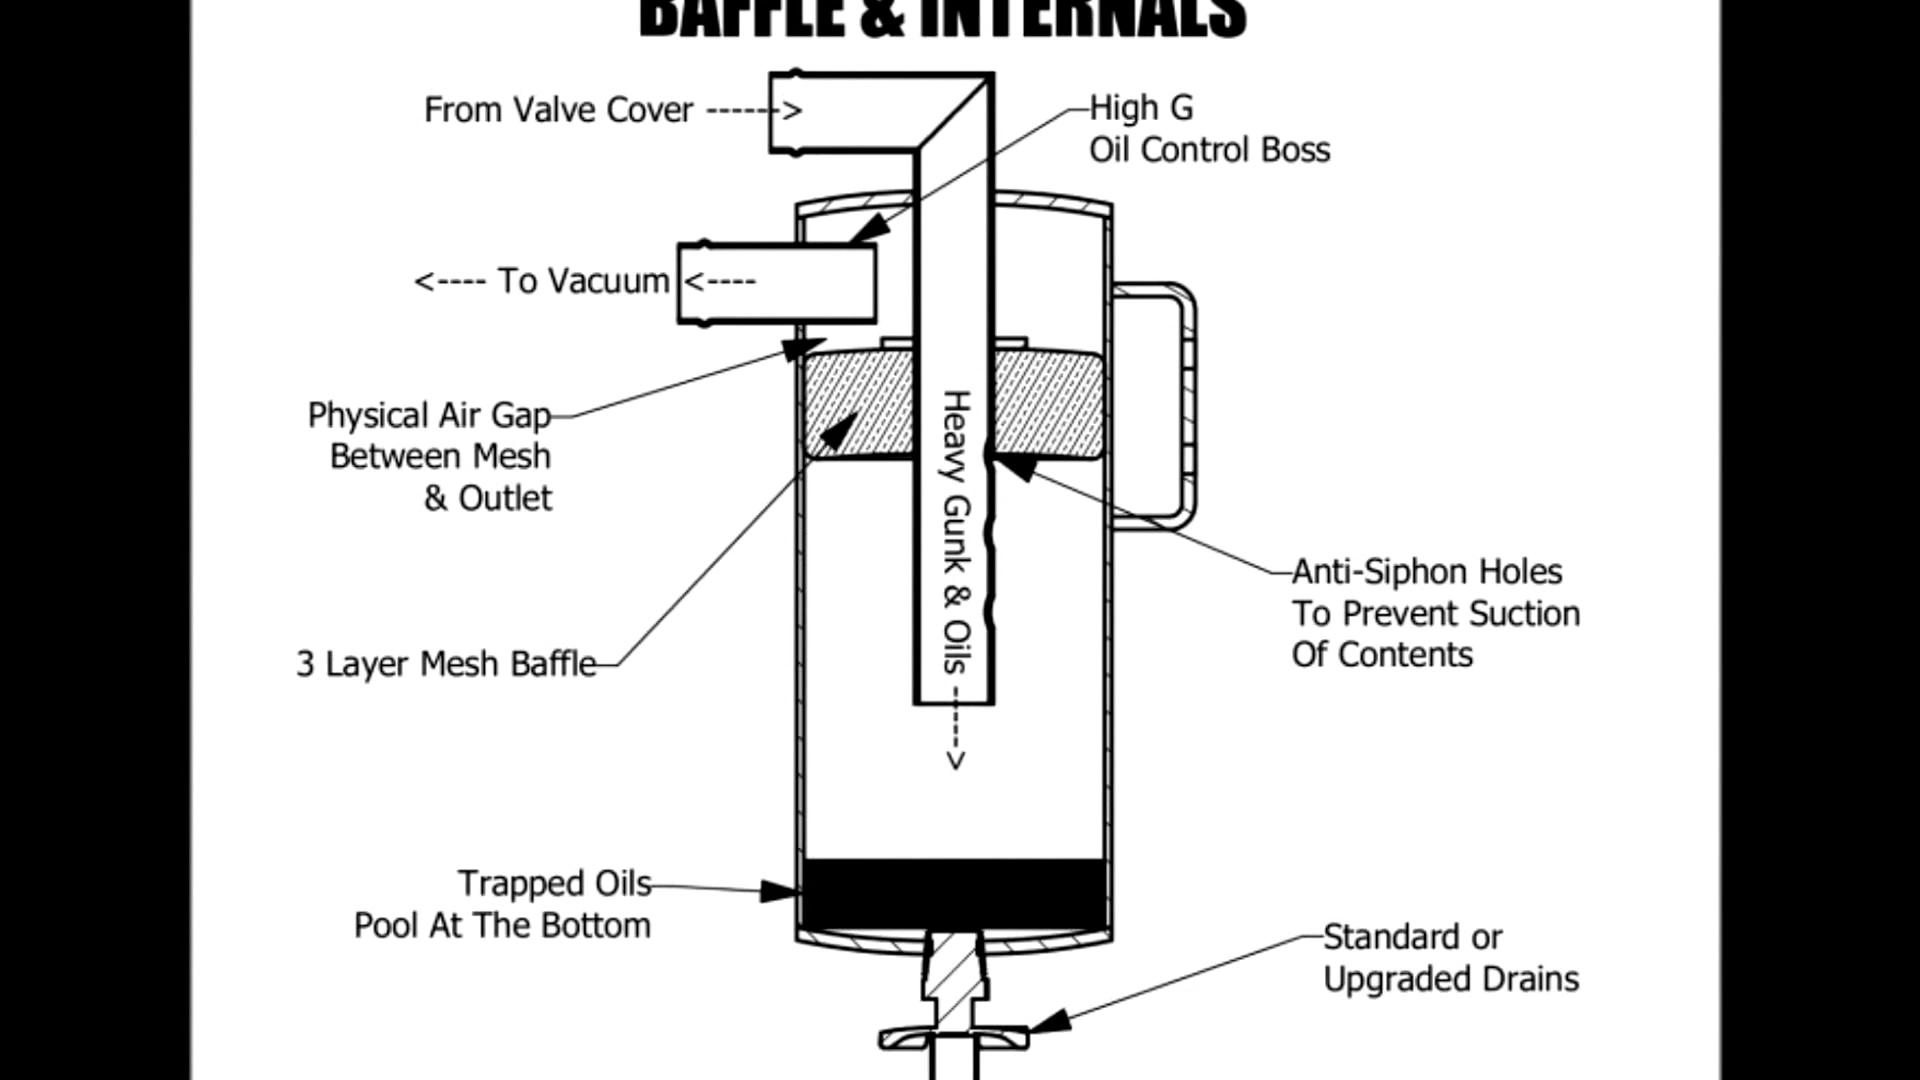 BAFFLE & INTERNALS
From Valve Cover ----->
High G
Oil Control Boss
<---- To Vacuum <----
Physical Air Gap
Between Mesh
& Outlet
Heavy Gunk & Oils ----->
Anti-Siphon Holes
To Prevent Suction
Of Contents
3 Layer Mesh Baffle
Trapped Oils
Pool At The Bottom
Standard or
Upgraded Drains